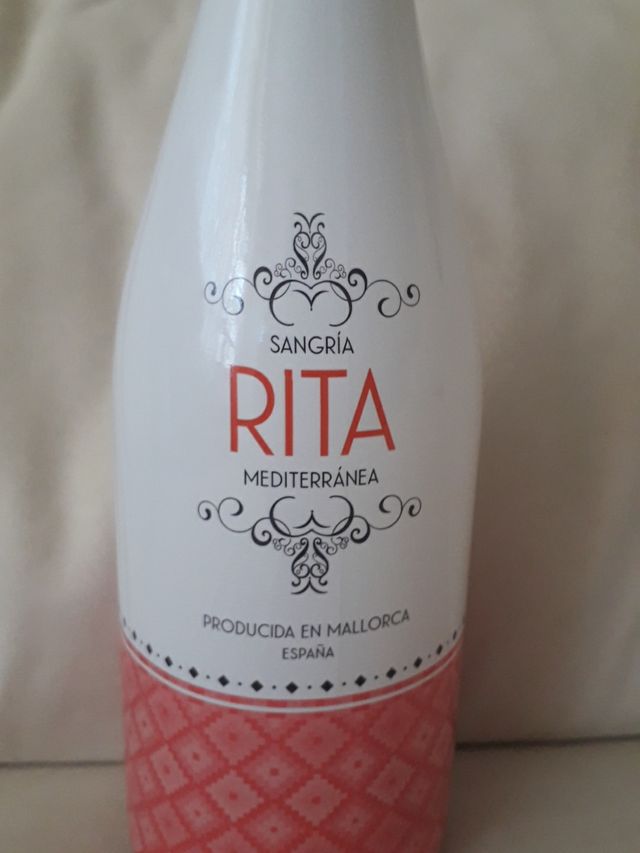 SANGRÍA
RITA
MEDITERRÁNEA
PRODUCIDA EN MALLORCA
ESPAÑA